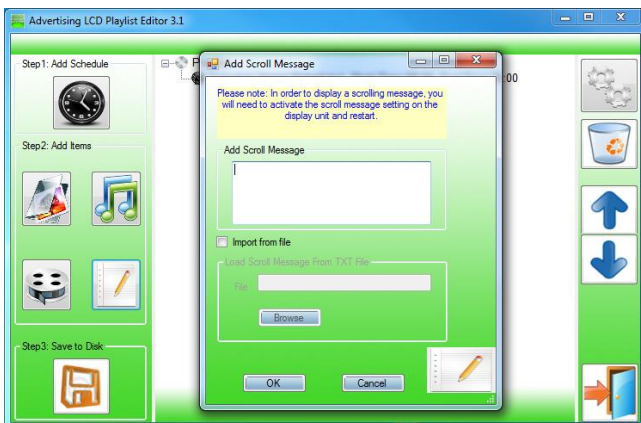 Advertising LCD Playlist Editor 3.1
Step1: Add Schedule
P
:00
Add Scroll Message
Please note: In order to display a scrolling message, you
will need to activate the scroll message setting on the
display unit and restart.
Add Scroll Message
Step2: Add Items
Import from file
Load Scroll Message From TXT File
File
Browse
Step3: Save to Disk
OK
Cancel